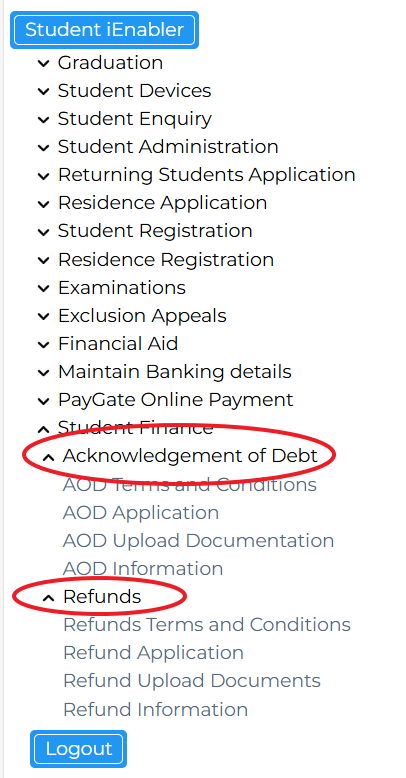 Student iEnabler
Graduation
Student Devices
Student Enquiry
Student Administration
Returning Students Application
Residence Application
Student Registration
Residence Registration
Examinations
Exclusion Appeals
Financial Aid
Maintain Banking details
PayGate Online Payment
Student Finance
Acknowledgement of Debt
AOD Terms and Conditions
AOD Application
AOD Upload Documentation
AOD Information
Refunds
Refunds Terms and Conditions
Refund Application
Refund Upload Documents
Refund Information
Logout